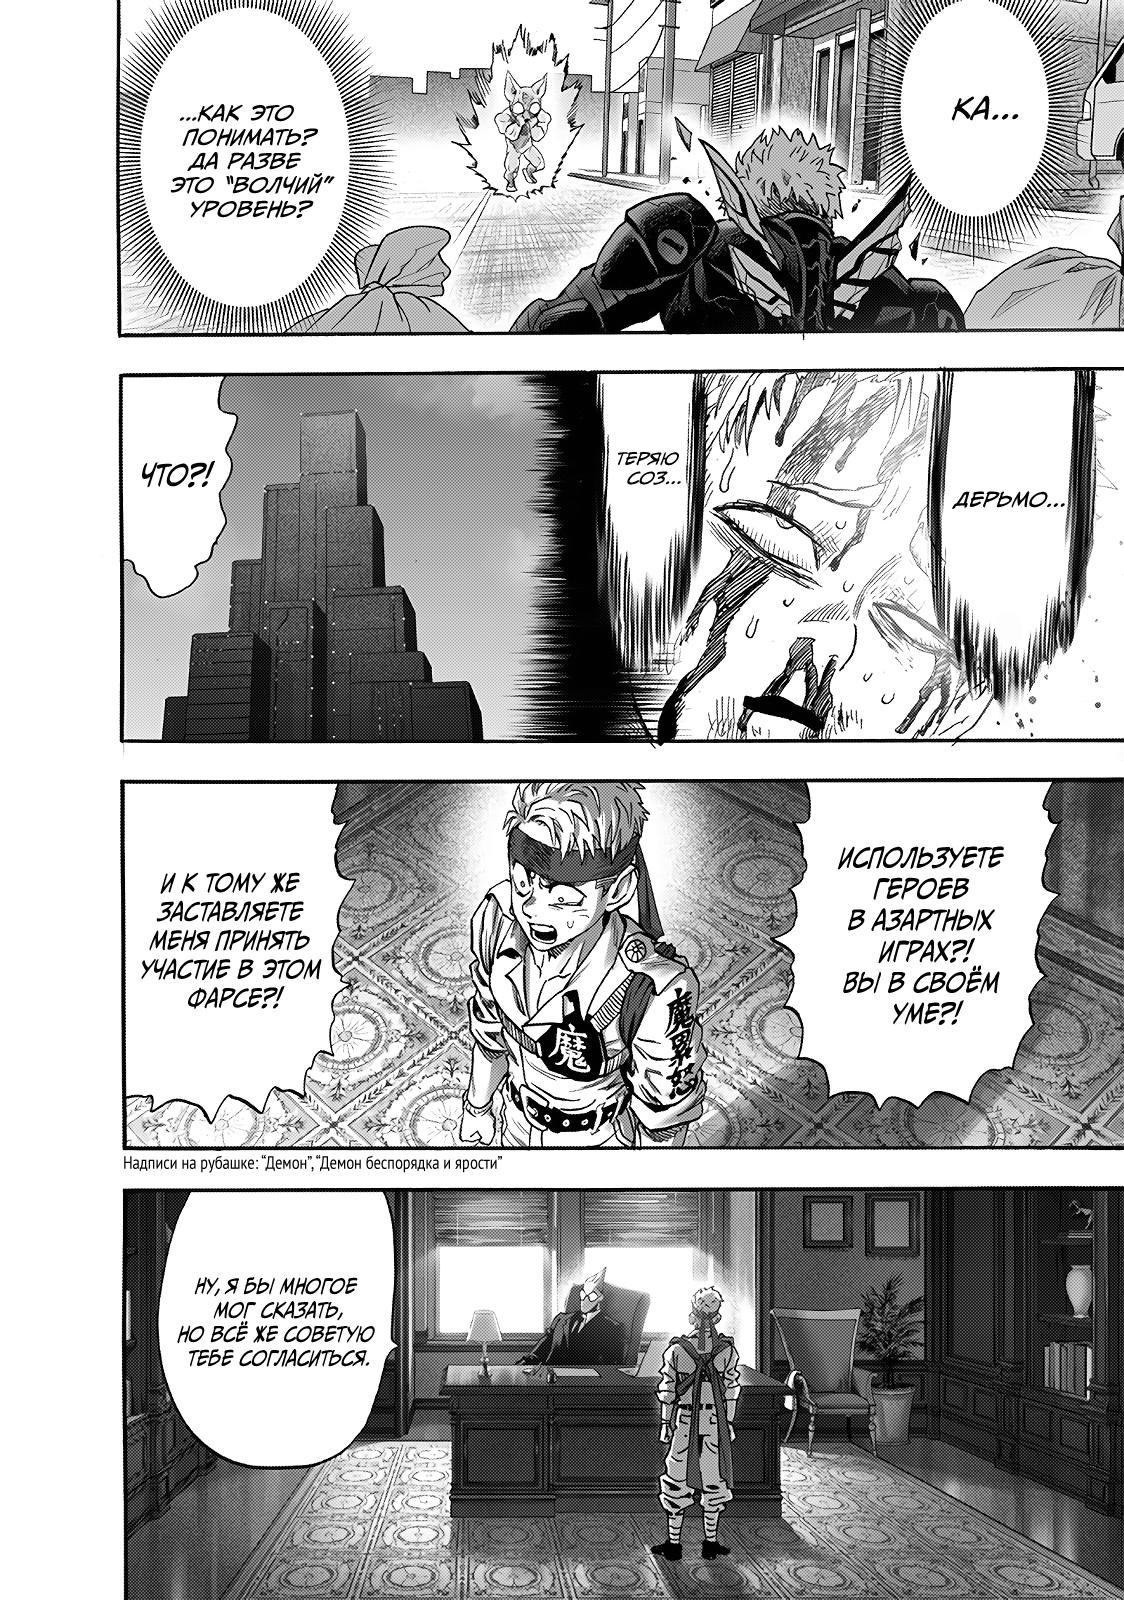 КА...
...КАК ЭТО
ПОНИМАТЬ?
ДА РАЗВЕ
ЭТО “ВОЛЧИЙ”
УРОВЕНЬ?
ДЕРЬМО...
ТЕРЯЮ
СОЗ...
ЧТО?!
ИСПОЛЬЗУЕТЕ
ГЕРОЕВ
В АЗАРТНЫХ
ИГРАХ?!
ВЫ В СВОЁМ
УМЕ?!
魔
魔界怒
И К ТОМУ ЖЕ
ЗАСТАВЛЯЕТЕ
МЕНЯ ПРИНЯТЬ
УЧАСТИЕ В ЭТОМ
ФАРСЕ?!
Надписи на рубашке: “Демон”, “Демон беспорядка и ярости”
НУ, Я БЫ МНОГОЕ
МОГ СКАЗАТЬ,
НО ВСЁ ЖЕ СОВЕТУЮ
ТЕБЕ СОГЛАСИТЬСЯ.